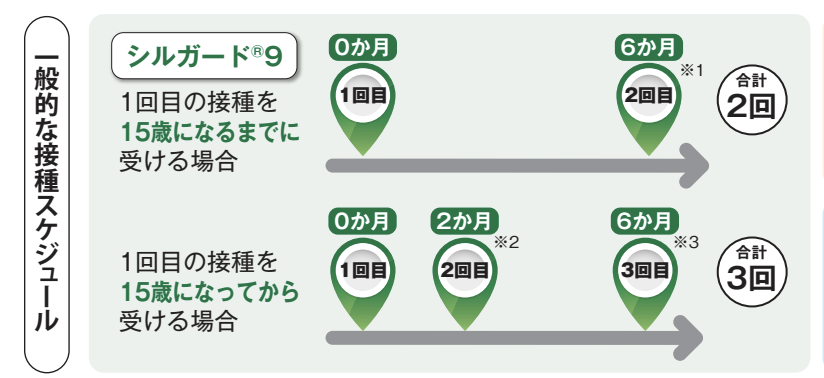 一般的な接種スケジュール
シルガード®9
1回目の接種を
15歳になるまでに
受ける場合
0か月
1回目
6か月
※1
2回目
合計
2回
1回目の接種を
15歳になってから
受ける場合
0か月
1回目
2か月
※2
2回目
6か月
※3
3回目
合計
3回